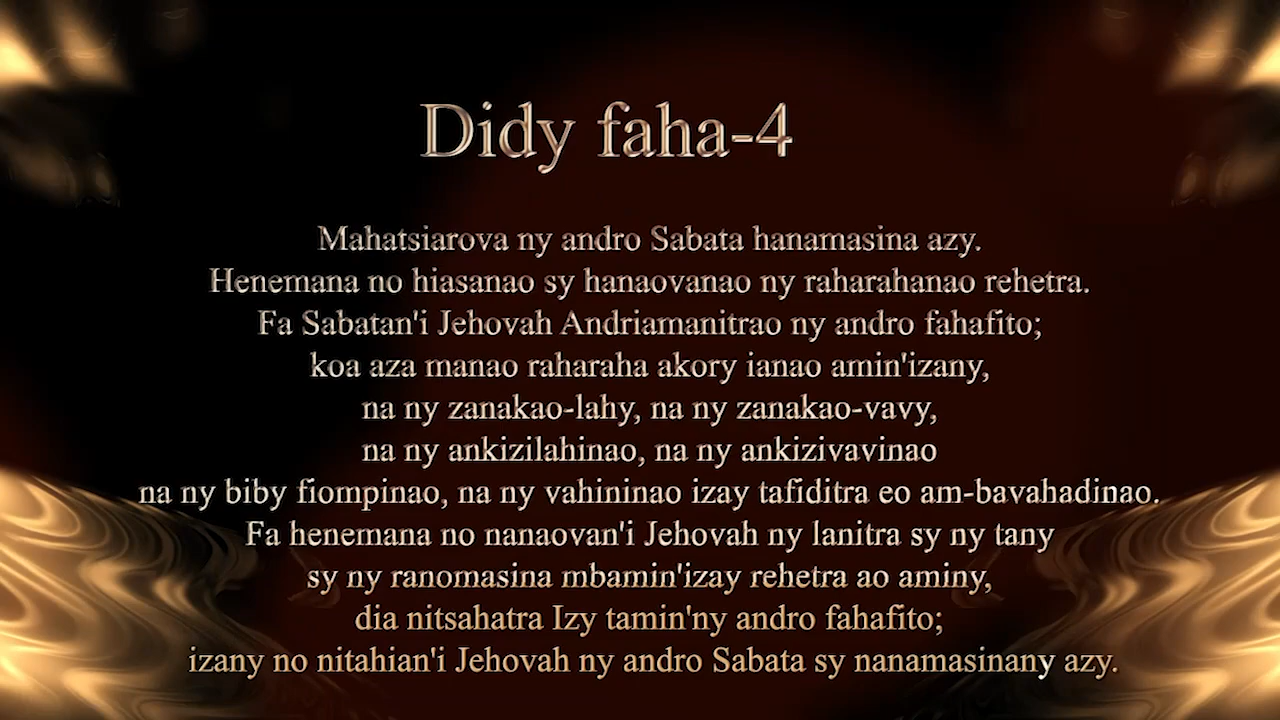 Didy faha-4
Mahatsiarova ny andro Sabata hanamasina azy.
Henemana no hiasanao sy hanaovanao ny raharahanao rehetra.
Fa Sabatan'i Jehovah Andriamanitrao ny andro fahafito;
koa aza manao raharaha akory ianao amin'izany,
na ny zanakao-lahy, na ny zanakao-vavy,
na ny ankizilahinao, na ny ankizivavinao
na ny biby fiompinao, na ny vahininao izay tafiditra eo am-bavahadinao.
Fa henemana no nanaovan'i Jehovah ny lanitra sy ny tany
sy ny ranomasina mbamin'izay rehetra ao aminy,
dia nitsahatra Izy tamin'ny andro fahafito;
izany no nitahian'i Jehovah ny andro Sabata sy nanamasinany azy.